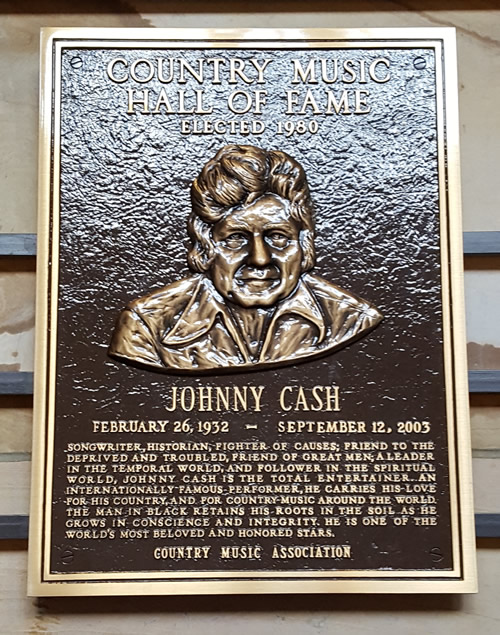 COUNTRY MUSIC
HALL OF FAME
ELECTED 1980
JOHNNY CASH
FEBRUARY 26, 1932 - SEPTEMBER 12, 2003
SONGWRITER, HISTORIAN, FIGHTER OF CAUSES; FRIEND TO THE
DEPRIVED AND TROUBLED, FRIEND OF GREAT MEN; A LEADER
IN THE TEMPORAL WORLD, AND FOLLOWER IN THE SPIRITUAL
WORLD, JOHNNY CASH IS THE TOTAL ENTERTAINER. AN
INTERNATIONALLY-FAMOUS-PERFORMER, HE CARRIES HIS LOVE
FOR HIS COUNTRY, AND FOR COUNTRY MUSIC AROUND THE WORLD.
THE MAN IN BLACK RETAINS HIS ROOTS IN THE SOIL AS HE
GROWS IN CONSCIENCE AND INTEGRITY. HE IS ONE OF THE
WORLD'S MOST BELOVED AND HONORED STARS.
COUNTRY MUSIC ASSOCIATION